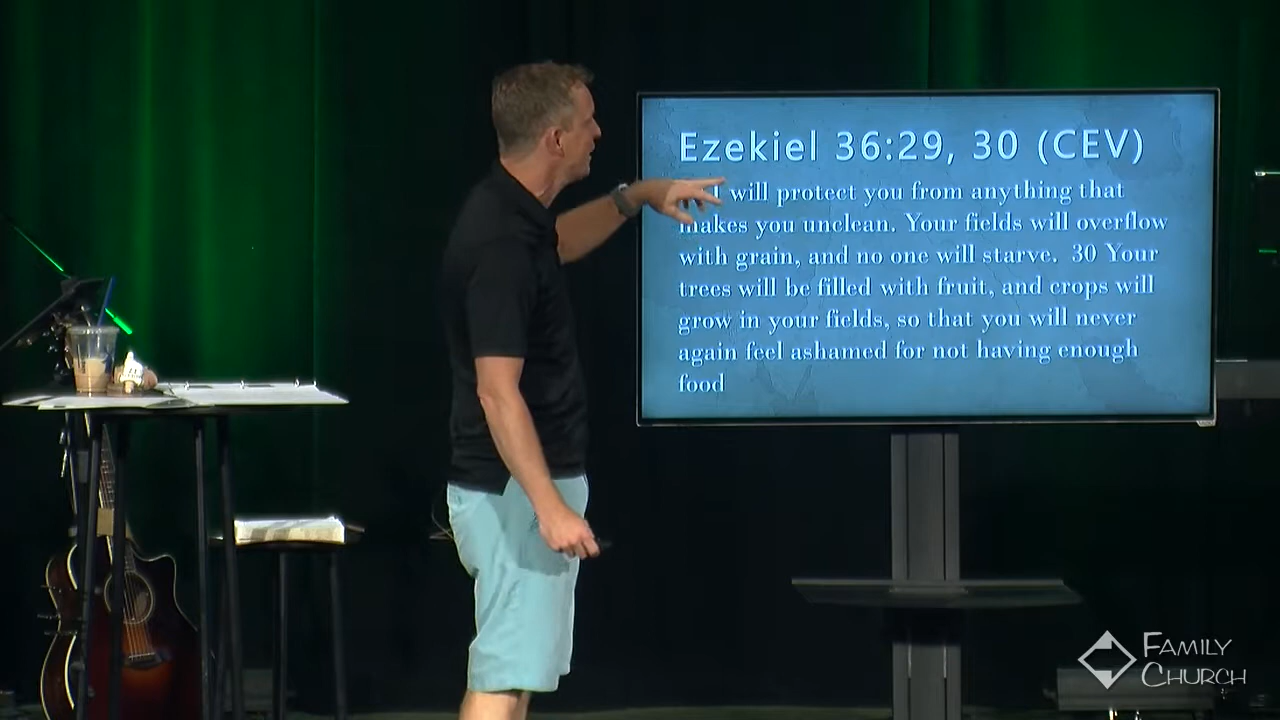 Ezekiel 36:29, 30 (CEV)
I will protect you from anything that
makes you unclean. Your fields will overflow
with grain, and no one will starve. 30 Your
trees will be filled with fruit, and crops will
grow in your fields, so that you will never
again feel ashamed for not having enough
food
FAMILY
CHURCH